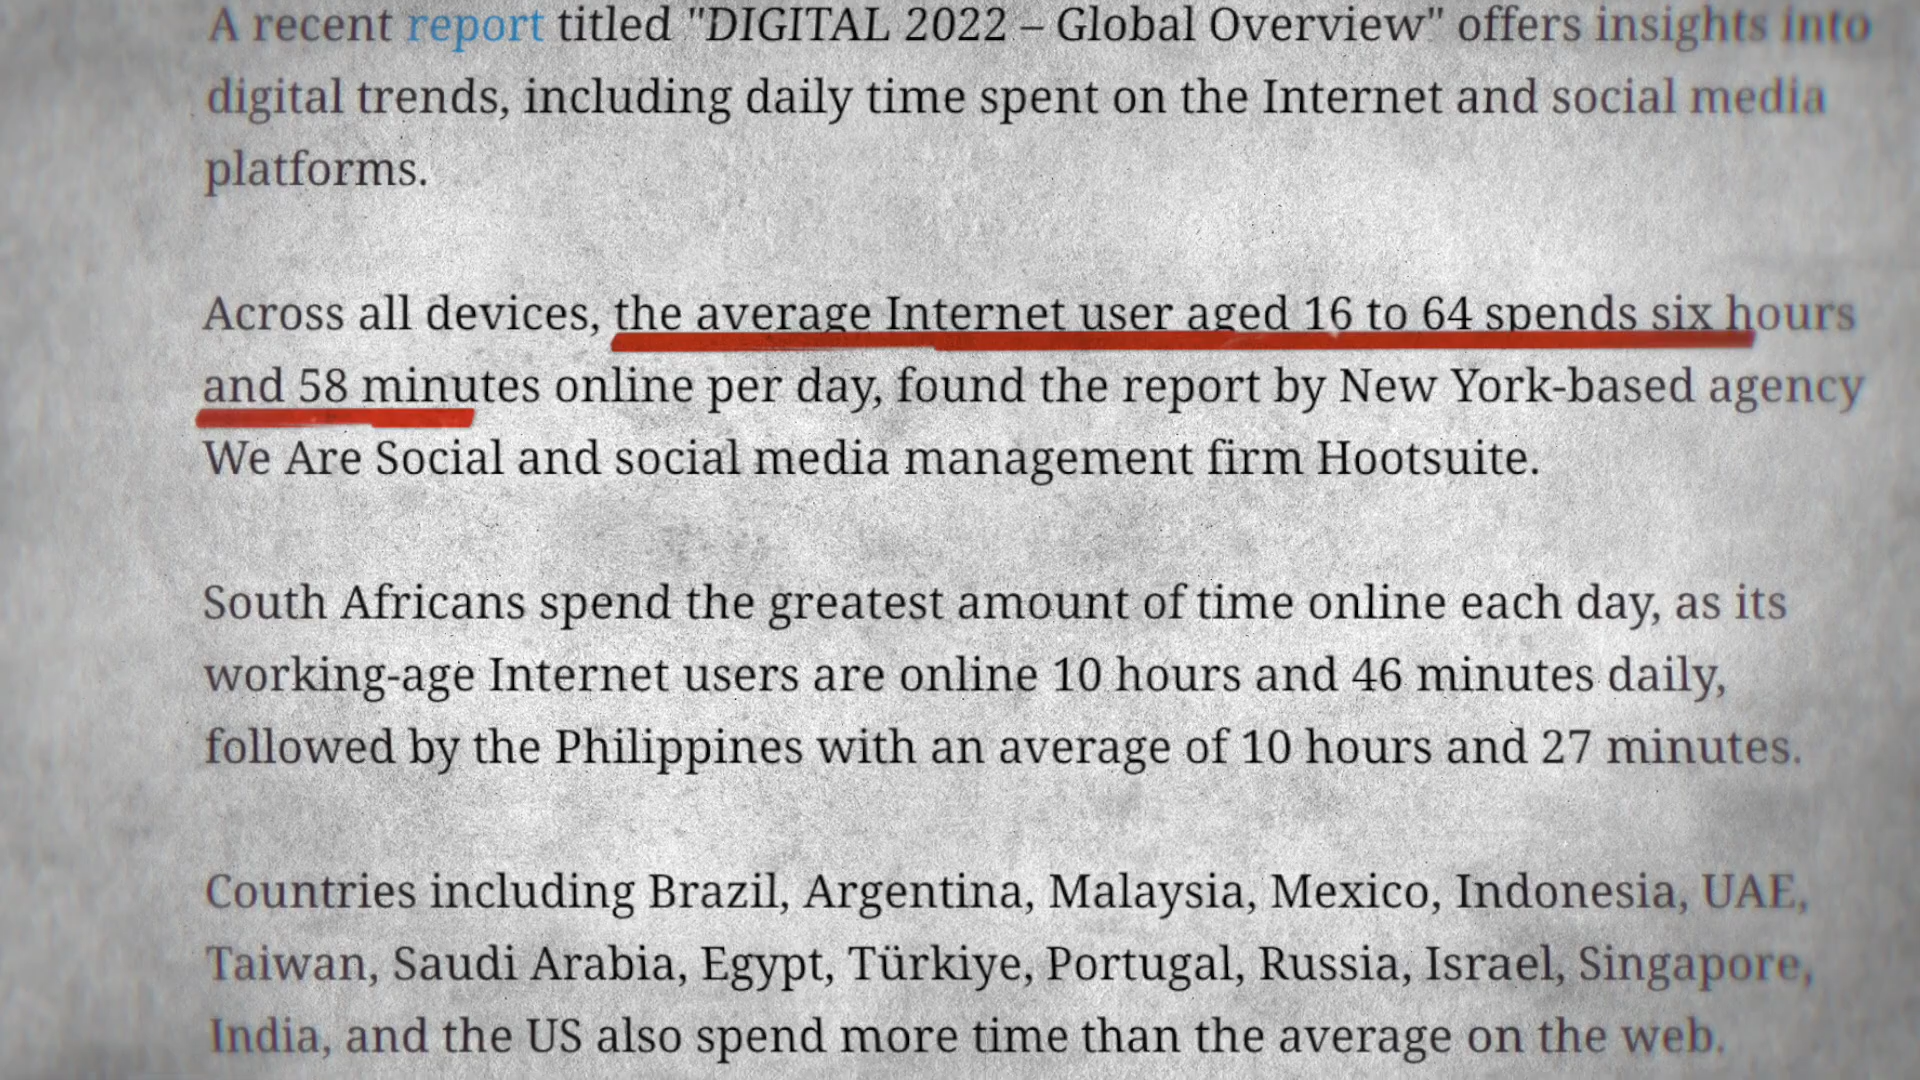 A recent report titled "DIGITAL 2022 – Global Overview" offers insights into
digital trends, including daily time spent on the Internet and social media
platforms.
Across all devices, the average Internet user aged 16 to 64 spends six hours
and 58 minutes online per day, found the report by New York-based agency
We Are Social and social media management firm Hootsuite.
South Africans spend the greatest amount of time online each day, as its
working-age Internet users are online 10 hours and 46 minutes daily,
followed by the Philippines with an average of 10 hours and 27 minutes.
Countries including Brazil, Argentina, Malaysia, Mexico, Indonesia, UAE,
Taiwan, Saudi Arabia, Egypt, Türkiye, Portugal, Russia, Israel, Singapore,
India, and the US also spend more time than the average on the web.